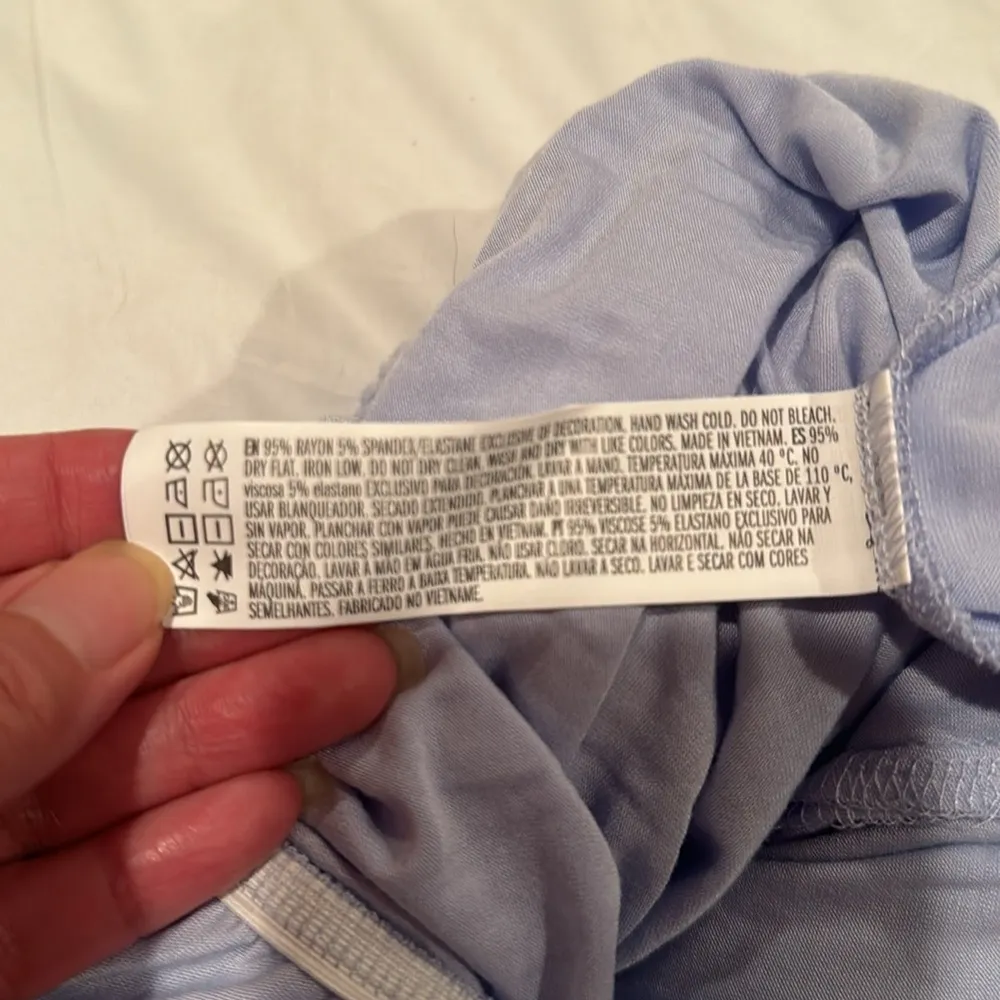 EN 95% RAYON 5% SPANDEX/ELASTANE EXCLUSIVE OF DECORATION. HAND WASH COLD. DO NOT BLEACH.
DRY FLAT. IRON LOW. DO NOT DRY CLEAN. WASH AND DRY WITH LIKE COLORS. MADE IN VIETNAM. ES 95%
viscosa 5% elastano EXCLUSIVO PARA DECORACIÓN. LAVAR A MANO. TEMPERATURA MÁXIMA 40 °C. NO
USAR BLANQUEADOR. SECADO EXTENDIDO. PLANCHAR A UNA TEMPERATURA MÁXIMA DE LA BASE DE 110 °C,
SIN VAPOR. PLANCHAR CON VAPOR PUEDE CAUSAR DAÑO IRREVERSIBLE. NO LIMPIEZA EN SECO. LAVAR Y
SECAR CON COLORES SIMILARES. HECHO EN VIETNAM. PT 95% VISCOSE 5% ELASTANO EXCLUSIVO PARA
DECORAÇÃO. LAVAR À MÃO EM ÁGUA FRIA. NÃO USAR CLORO. SECAR NA HORIZONTAL. NÃO SECAR NA
MÁQUINA. PASSAR A FERRO A BAIXA TEMPERATURA. NÃO LAVAR A SECO. LAVAR E SECAR COM CORES
SEMELHANTES. FABRICADO NO VIETNAME.